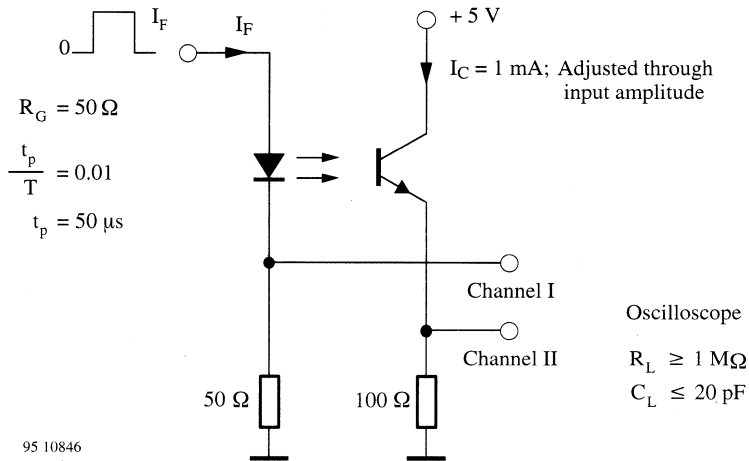 I_F
0
I_F
+ 5 V
I_C = 1 mA; Adjusted through
input amplitude
R_G = 50 Ω
t_p
T
= 0.01
t_p = 50 μs
Channel I
Channel II
50 Ω
100 Ω
Oscilloscope
R_L ≥ 1 MΩ
C_L ≤ 20 pF
95 10846